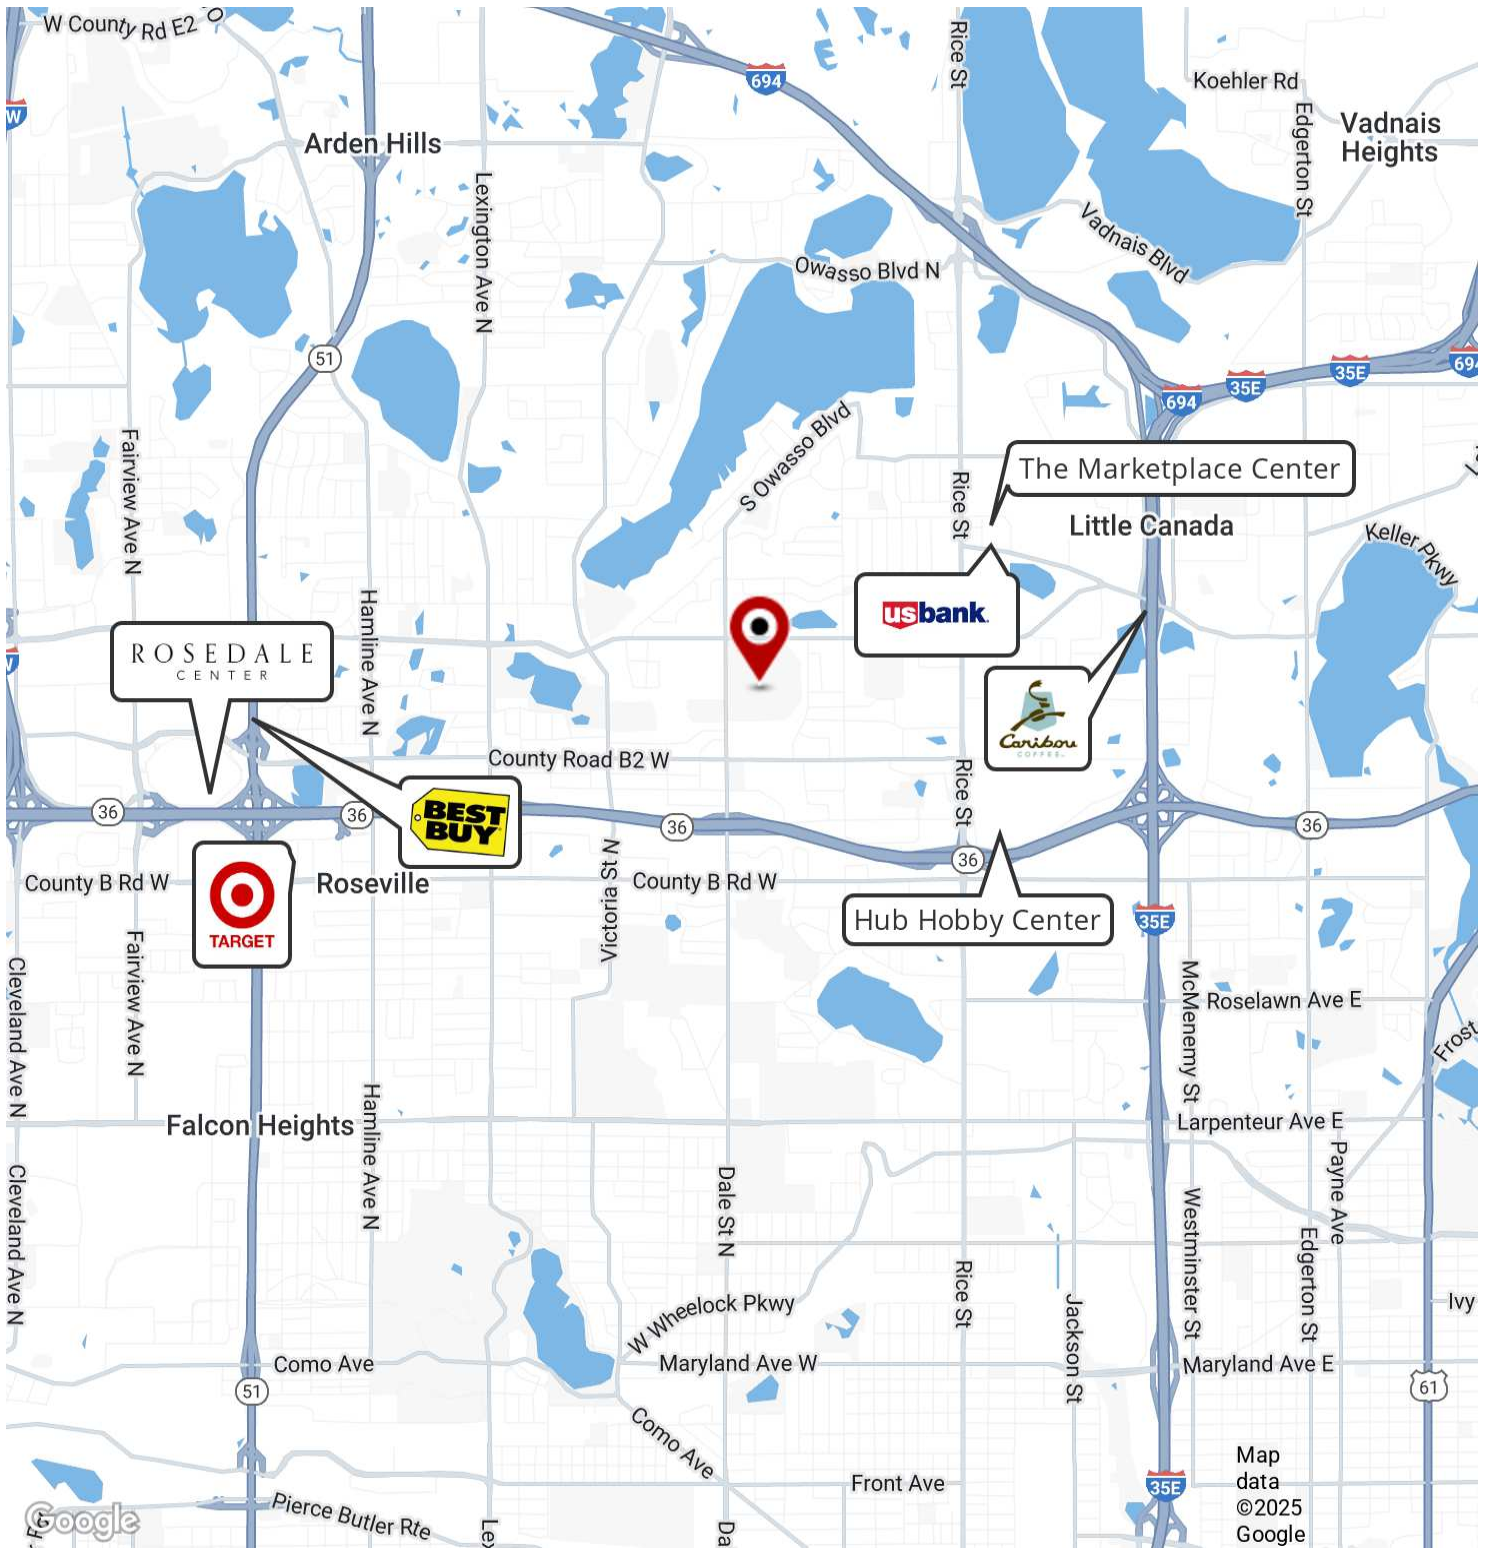 W County Rd E2
694
Rice St
Koehler Rd
Edgerton St
Vadnais
Heights
W
Arden Hills
Lexington Ave N
Vadnais Blvd
Owasso Blvd N
51
694
35E
35E
694
S Owasso Blvd
Fairview Ave N
Rice St
The Marketplace Center
Little Canada
Keller Pkwy
usbank
Hamline Ave N
ROSEDALE
CENTER
Caribou
COFFEE
County Road B2 W
Rice St
36
36
BEST
BUY
36
36
36
County B Rd W
TARGET
Roseville
Victoria St N
County B Rd W
Hub Hobby Center
35E
Cleveland Ave N
Fairview Ave N
McMenemy St
Roselawn Ave E
Frost
Falcon Heights
Hamline Ave N
Larpenteur Ave E
Payne Ave
Cleveland Ave N
Dale St N
Westminster St
Edgerton St
Rice St
Jackson St
Ivy
W Wheelock Pkwy
Como Ave
Maryland Ave W
Maryland Ave E
51
61
Como Ave
Front Ave
35E
Map
data
©2025
Google
Google
Pierce Butler Rte
Lex
Da